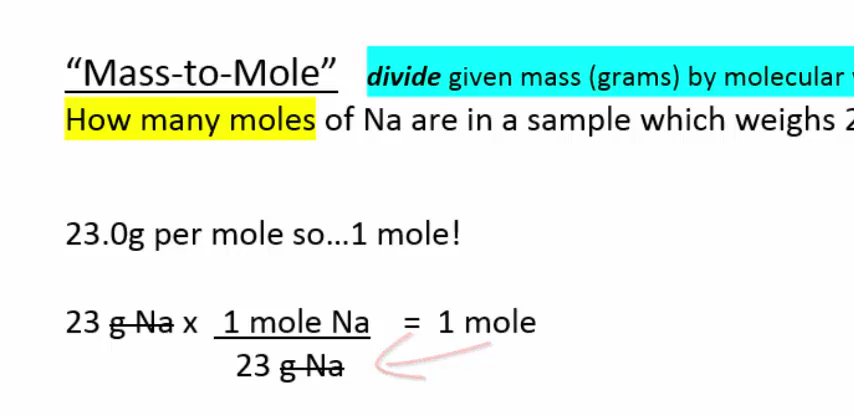 “Mass-to-Mole” divide given mass (grams) by molecular
How many moles of Na are in a sample which weighs 2
23.0g per mole so...1 mole!
23 g Na x 1 mole Na = 1 mole
23 g Na